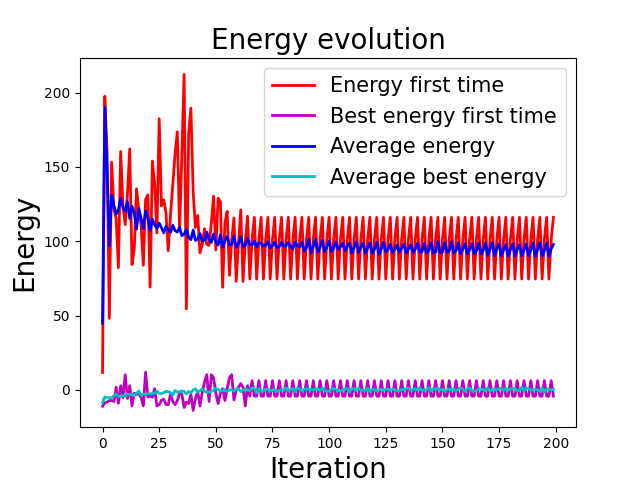 Energy evolution
Energy
200
150
100
50
0
Energy first time
Best energy first time
Average energy
Average best energy
0 25 50 75 100 125 150 175 200
Iteration